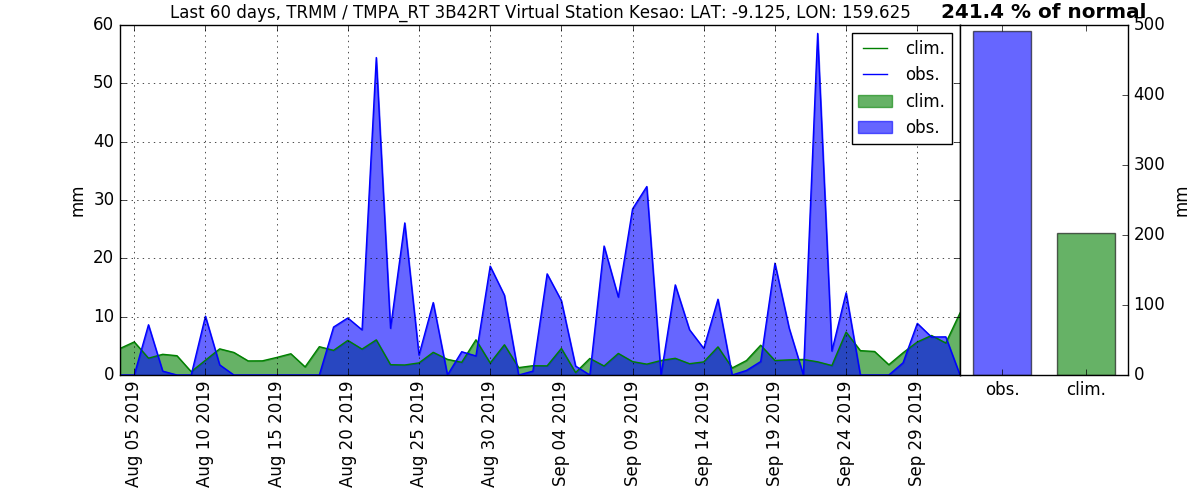 Last 60 days, TRMM / TMPA_RT 3B42RT Virtual Station Kesao: LAT: -9.125, LON: 159.625
241.4 % of normal
60
50
40
30
20
10
0
mm
clim.
obs.
clim.
obs.
500
400
300
200
100
0
mm
Aug 05 2019
Aug 10 2019
Aug 15 2019
Aug 20 2019
Aug 25 2019
Aug 30 2019
Sep 04 2019
Sep 09 2019
Sep 14 2019
Sep 19 2019
Sep 24 2019
Sep 29 2019
obs.
clim.